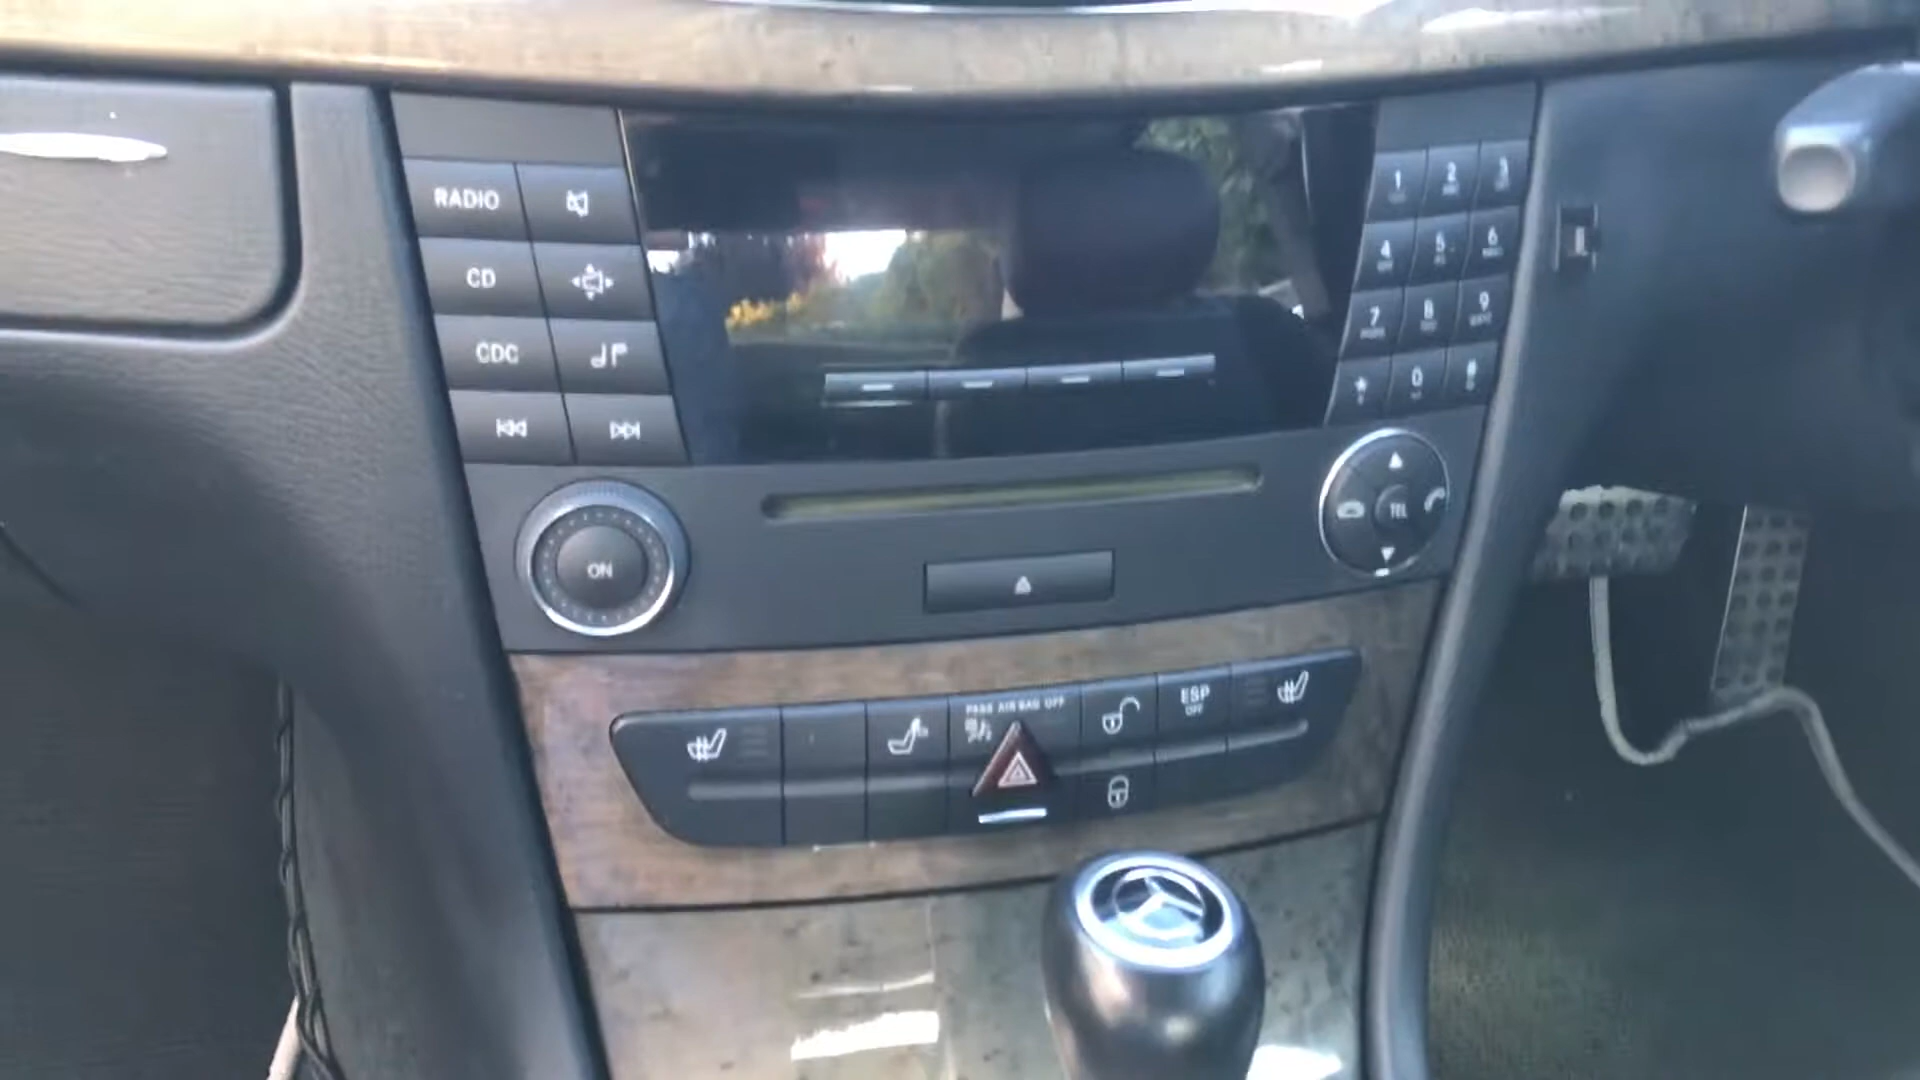 RADIO
CD
CDC
ON
1 2 3
4 5 6
7 8 9
* 0 #
TEL
PASS AIR BAG OFF
ESP
OFF